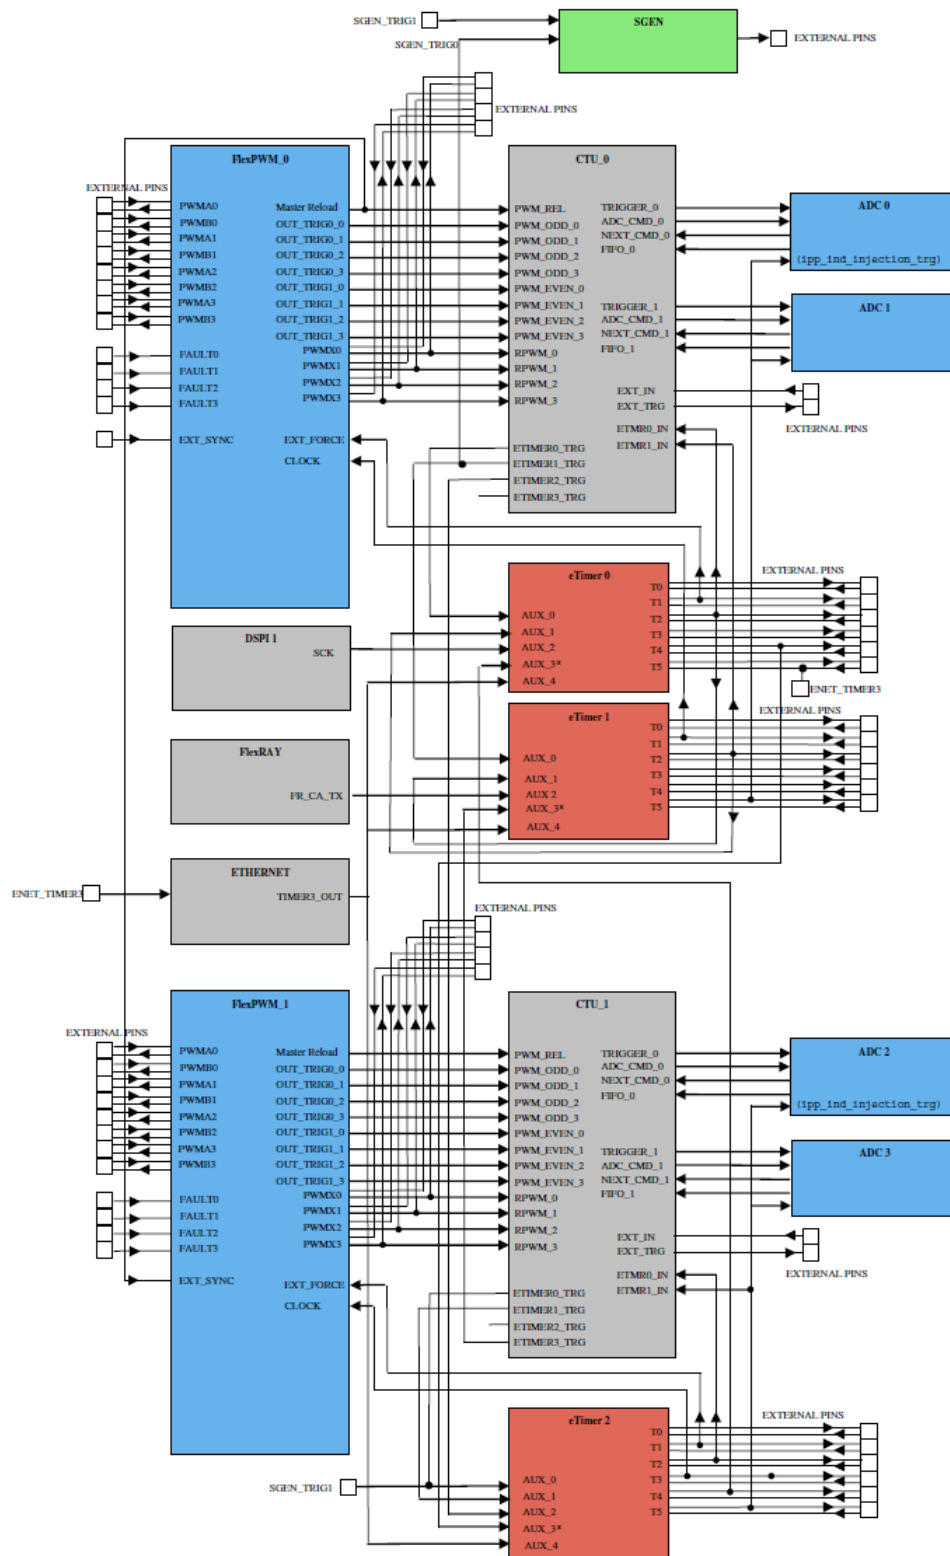 SGEN_TRIG1
SGEN
EXTERNAL PINS
SGEN_TRIG0
EXTERNAL PINS
FlexPWM_0
EXTERNAL PINS
PWMA0
PWMB0
PWMA1
PWMB1
PWMA2
PWMB2
PWMA3
PWMB3
FAULT0
FAULT1
FAULT2
FAULT3
EXT_SYNC
Master Reload
OUT_TRIG0_0
OUT_TRIG0_1
OUT_TRIG0_2
OUT_TRIG0_3
OUT_TRIG1_0
OUT_TRIG1_1
OUT_TRIG1_2
OUT_TRIG1_3
PWMX0
PWMX1
PWMX2
PWMX3
EXT_FORCE
CLOCK
CTU_0
PWM_REL
PWM_ODD_0
PWM_ODD_1
PWM_ODD_2
PWM_ODD_3
PWM_EVEN_0
PWM_EVEN_1
PWM_EVEN_2
PWM_EVEN_3
RPWM_0
RPWM_1
RPWM_2
RPWM_3
ETIMER0_TRG
ETIMER1_TRG
ETIMER2_TRG
ETIMER3_TRG
TRIGGER_0
ADC_CMD_0
NEXT_CMD_0
FIFO_0
TRIGGER_1
ADC_CMD_1
NEXT_CMD_1
FIFO_1
EXT_IN
EXT_TRG
ETMR0_IN
ETMR1_IN
ADC 0
(ipp_ind_injection_trg)
ADC 1
EXTERNAL PINS
eTimer 0
AUX_0
AUX_1
AUX_2
AUX_3*
AUX_4
T0
T1
T2
T3
T4
T5
EXTERNAL PINS
ENET_TIMER3
DSPI 1
SCK
eTimer 1
AUX_0
AUX_1
AUX 2
AUX_3*
AUX_4
T0
T1
T2
T3
T4
T5
EXTERNAL PINS
FlexRAY
FR_CA_TX
ETHERNET
ENET_TIMER3
TIMER3_OUT
EXTERNAL PINS
FlexPWM_1
EXTERNAL PINS
PWMA0
PWMB0
PWMA1
PWMB1
PWMA2
PWMB2
PWMA3
PWMB3
FAULT0
FAULT1
FAULT2
FAULT3
EXT_SYNC
Master Reload
OUT_TRIG0_0
OUT_TRIG0_1
OUT_TRIG0_2
OUT_TRIG0_3
OUT_TRIG1_0
OUT_TRIG1_1
OUT_TRIG1_2
OUT_TRIG1_3
PWMX0
PWMX1
PWMX2
PWMX3
EXT_FORCE
CLOCK
CTU_1
PWM_REL
PWM_ODD_0
PWM_ODD_1
PWM_ODD_2
PWM_ODD_3
PWM_EVEN_0
PWM_EVEN_1
PWM_EVEN_2
PWM_EVEN_3
RPWM_0
RPWM_1
RPWM_2
RPWM_3
ETIMER0_TRG
ETIMER1_TRG
ETIMER2_TRG
ETIMER3_TRG
TRIGGER_0
ADC_CMD_0
NEXT_CMD_0
FIFO_0
TRIGGER_1
ADC_CMD_1
NEXT_CMD_1
FIFO_1
EXT_IN
EXT_TRG
ETMR0_IN
ETMR1_IN
ADC 2
(ipp_ind_injection_trg)
ADC 3
EXTERNAL PINS
SGEN_TRIG1
eTimer 2
AUX_0
AUX_1
AUX_2
AUX_3*
AUX_4
T0
T1
T2
T3
T4
T5
EXTERNAL PINS